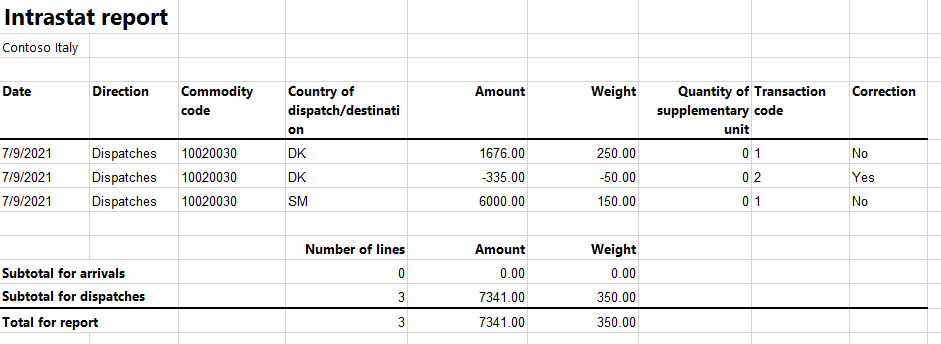 Intrastat report
Contoso Italy
Date Direction Commodity code Country of dispatch/destinati on Amount Weight Quantity of supplementary unit Transaction code Correction
7/9/2021 Dispatches 10020030 DK 1676.00 250.00 0 1 No
7/9/2021 Dispatches 10020030 DK -335.00 -50.00 0 2 Yes
7/9/2021 Dispatches 10020030 SM 6000.00 150.00 0 1 No
Number of lines Amount Weight
Subtotal for arrivals 0 0.00 0.00
Subtotal for dispatches 3 7341.00 350.00
Total for report 3 7341.00 350.00